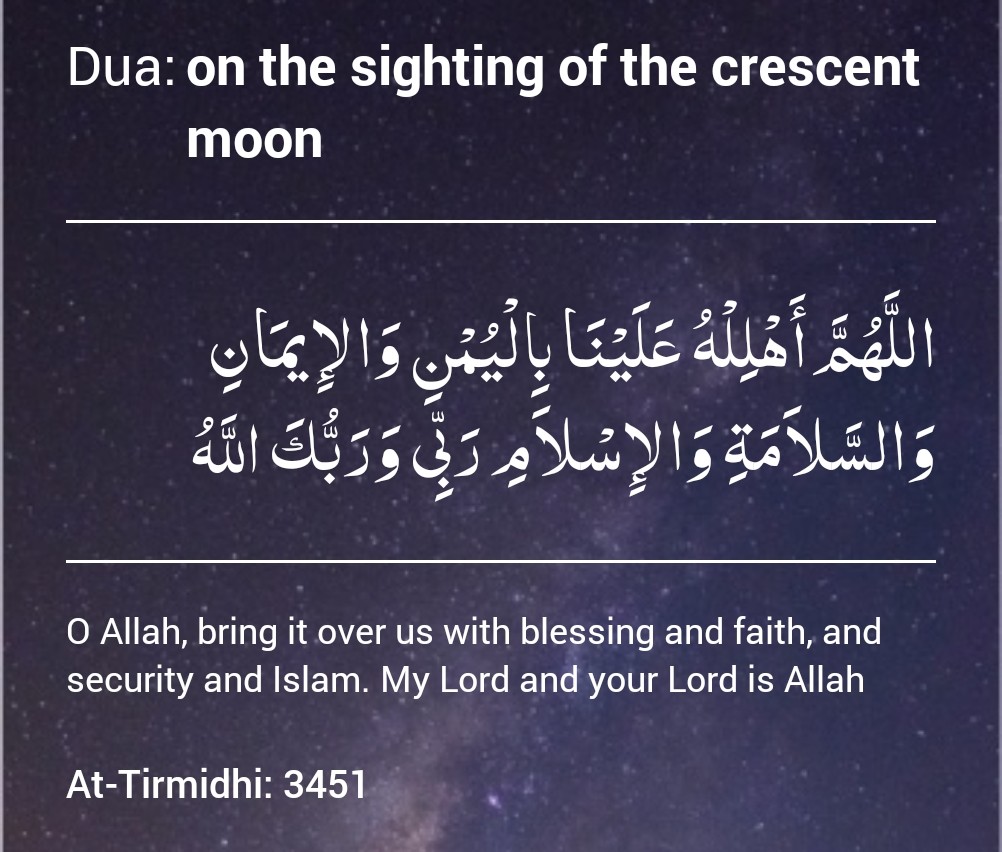 Dua: on the sighting of the crescent
moon
اللَّهُمَّ أَهْلِلْهُ عَلَيْنَا بِالْيُمْنِ وَالإِيمَانِ
وَالسَّلاَمَةِ وَالإِسْلاَمِ رَبِّي وَرَبُّكَ اللَّهُ
O Allah, bring it over us with blessing and faith, and
security and Islam. My Lord and your Lord is Allah
At-Tirmidhi: 3451